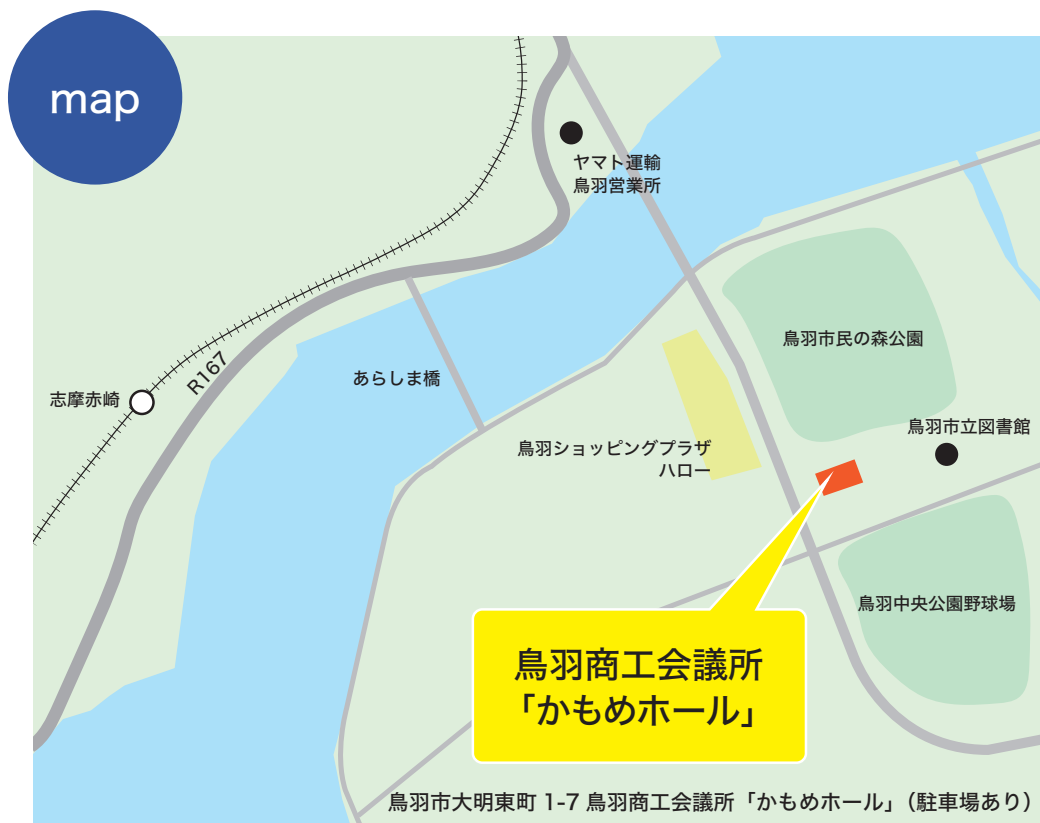 map
ヤマト運輸
鳥羽営業所
鳥羽市民の森公園
R167
あらしま橋
志摩赤崎
鳥羽市立図書館
鳥羽ショッピングプラザ
ハロー
鳥羽中央公園野球場
鳥羽商工会議所
「かもめホール」
鳥羽市大明東町 1-7 鳥羽商工会議所「かもめホール」（駐車場あり）